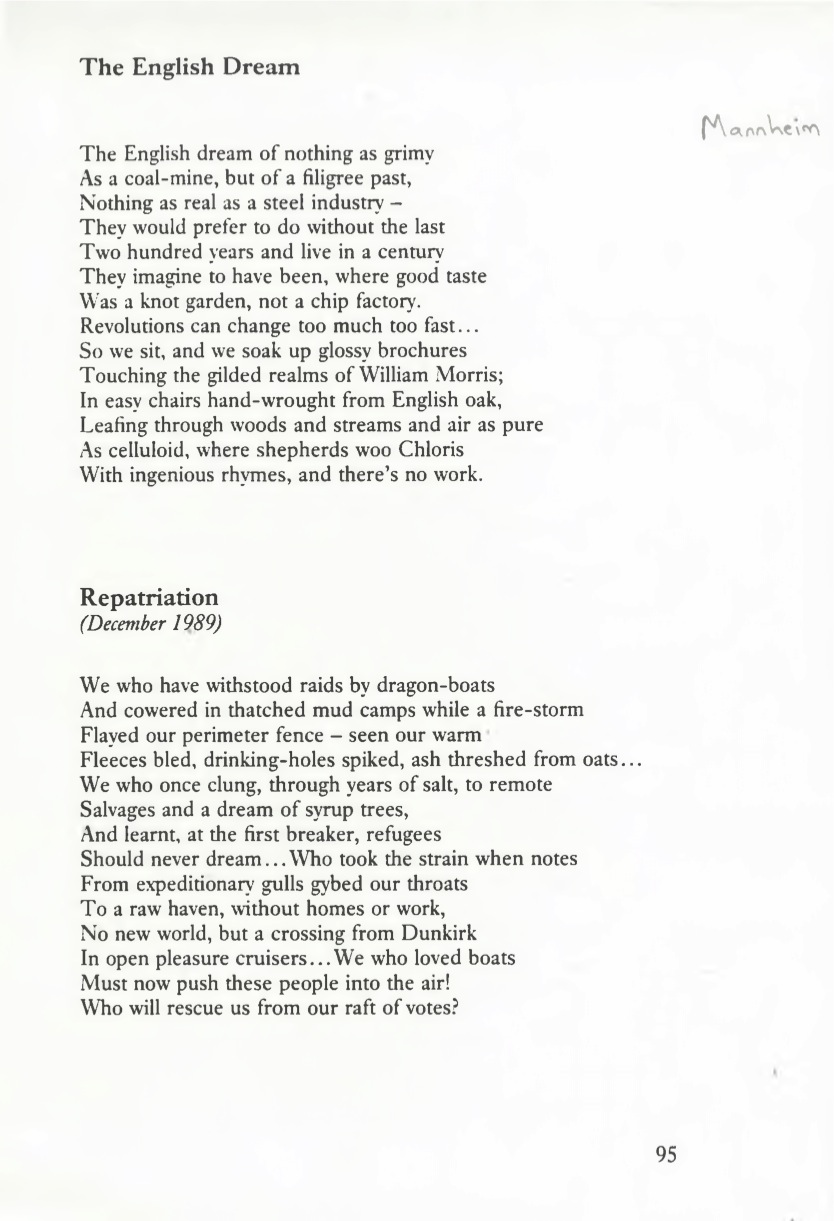 The English Dream
Mannheim
The English dream of nothing as grimy
As a coal-mine, but of a filigree past,
Nothing as real as a steel industry –
They would prefer to do without the last
Two hundred years and live in a century
They imagine to have been, where good taste
Was a knot garden, not a chip factory.
Revolutions can change too much too fast...
So we sit, and we soak up glossy brochures
Touching the gilded realms of William Morris;
In easy chairs hand-wrought from English oak,
Leafing through woods and streams and air as pure
As celluloid, where shepherds woo Chloris
With ingenious rhymes, and there's no work.
Repatriation
(December 1989)
We who have withstood raids by dragon-boats
And cowered in thatched mud camps while a fire-storm
Flayed our perimeter fence – seen our warm
Fleeces bled, drinking-holes spiked, ash threshed from oats...
We who once clung, through years of salt, to remote
Salvages and a dream of syrup trees,
And learnt, at the first breaker, refugees
Should never dream...Who took the strain when notes
From expeditionary gulls gybed our throats
To a raw haven, without homes or work,
No new world, but a crossing from Dunkirk
In open pleasure cruisers...We who loved boats
Must now push these people into the air!
Who will rescue us from our raft of votes?
95